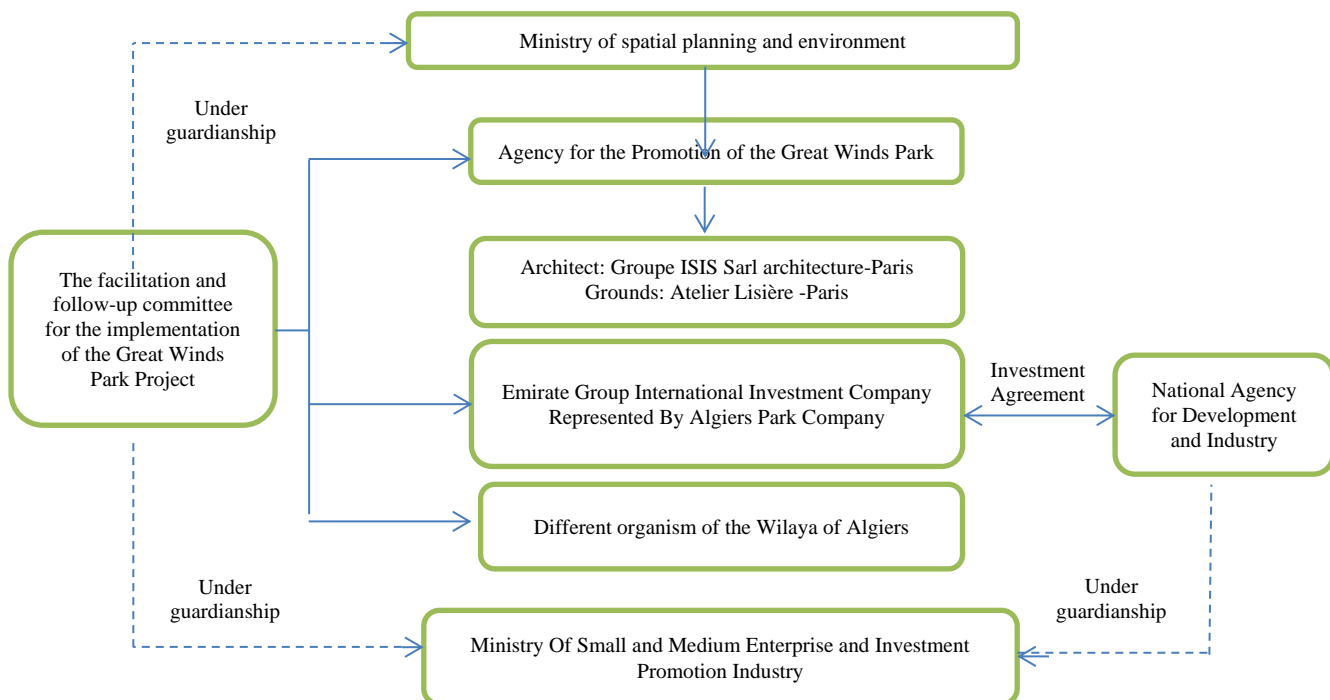 Ministry of spatial planning and environment
Under
guardianship
Agency for the Promotion of the Great Winds Park
The facilitation and
follow-up committee
for the implementation
of the Great Winds
Park Project
Architect: Groupe ISIS Sarl architecture-Paris
Grounds: Atelier Lisière -Paris
Emirate Group International Investment Company
Represented By Algiers Park Company
Investment
Agreement
National Agency
for Development
and Industry
Different organism of the Wilaya of Algiers
Under
guardianship
Under
guardianship
Ministry Of Small and Medium Enterprise and Investment
Promotion Industry